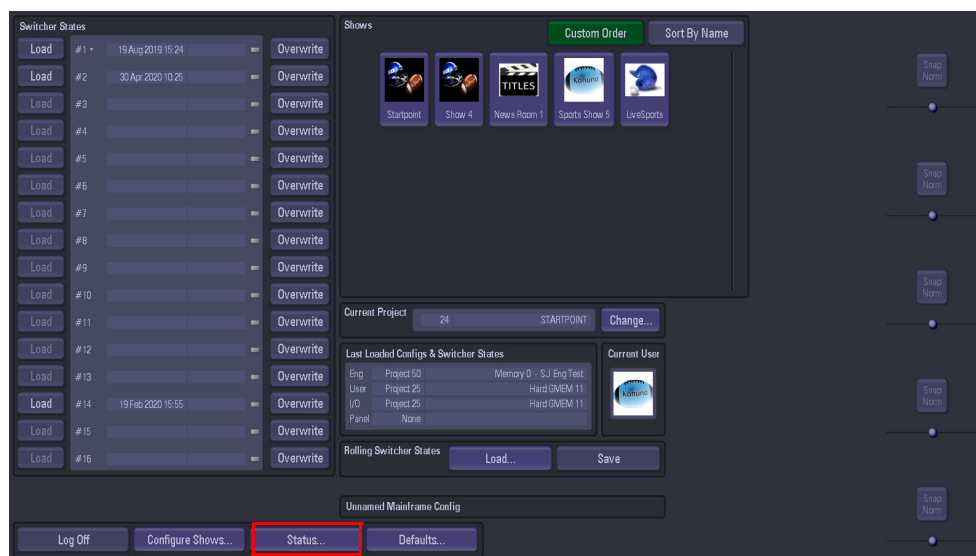 Switcher States
Load #1 * 19 Aug 2019 15:24 Overwrite
Load #2 30 Apr 2020 10:25 Overwrite
Load #3 Overwrite
Load #4 Overwrite
Load #5 Overwrite
Load #6 Overwrite
Load #7 Overwrite
Load #8 Overwrite
Load #9 Overwrite
Load #10 Overwrite
Load #11 Overwrite
Load #12 Overwrite
Load #13 Overwrite
Load #14 19 Feb 2020 15:55 Overwrite
Load #15 Overwrite
Load #16 Overwrite
Shows
Custom Order Sort By Name
TITLES
Kahuna
Startpoint Show 4 News Room 1 Sports Show 5 LiveSports
Current Project 24 STARTPOINT Change...
Last Loaded Configs & Switcher States
Eng Project 50 Memory 0 - SJ Eng Test
User Project 25 Hard GMEM 11
I/O Project 25 Hard GMEM 11
Panel None
Current User
Kahuna
Rolling Switcher States Load... Save
Unnamed Mainframe Config
Log Off Configure Shows... Status... Defaults...
Snap
Norm
Snap
Norm
Snap
Norm
Snap
Norm
Snap
Norm